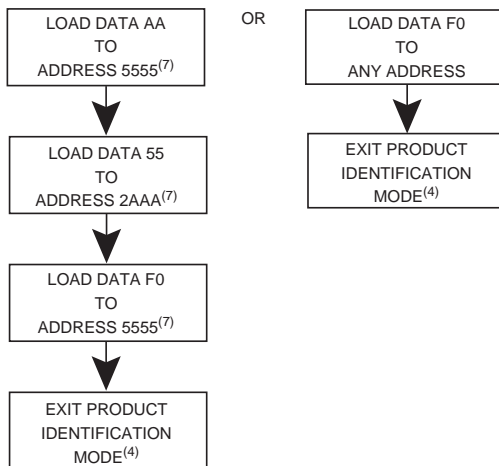 LOAD DATA AA
TO
ADDRESS 5555(7)
LOAD DATA 55
TO
ADDRESS 2AAA(7)
LOAD DATA F0
TO
ADDRESS 5555(7)
EXIT PRODUCT
IDENTIFICATION
MODE(4)
OR
LOAD DATA F0
TO
ANY ADDRESS
EXIT PRODUCT
IDENTIFICATION
MODE(4)